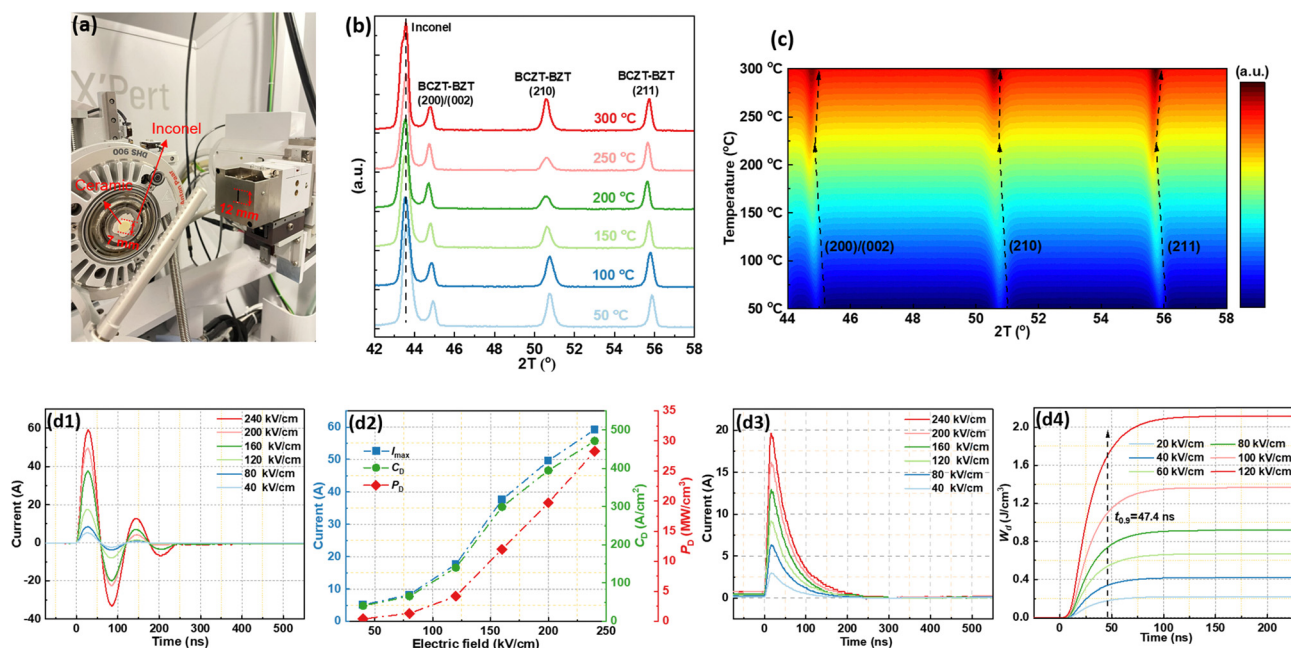 (a)
X'Pert
Inconel
DHS 900
Ceramic
12 mm
(b)
Inconel
BCZT-BZT
(200)/(002)
BCZT-BZT
(210)
BCZT-BZT
(211)
300 °C
250 °C
200 °C
150 °C
100 °C
50 °C
(a.u.)
42 44 46 48 50 52 54 56 58
2T (°)
(c)
(a.u.)
300 °C
250 °C
200 °C
150 °C
100 °C
50 °C
Temperature (°C)
(200)/(002)
(210)
(211)
44 46 48 50 52 54 56 58
2T (°)
(d1)
240 kV/cm
200 kV/cm
160 kV/cm
120 kV/cm
80 kV/cm
40 kV/cm
60
40
20
0
-20
-40
Current (A)
0 100 200 300 400 500
Time (ns)
(d2)
Imax
CD
PD
65
60
55
50
45
40
35
30
25
20
15
10
5
0
Current (A)
500
400
300
200
100
0
CD (A/cm²)
35
30
25
20
15
10
5
0
PD (MW/cm³)
50 100 150 200 250
Electric field (kV/cm)
(d3)
240 kV/cm
200 kV/cm
160 kV/cm
120 kV/cm
80 kV/cm
40 kV/cm
20
15
10
5
0
Current (A)
0 100 200 300 400 500
Time (ns)
(d4)
20 kV/cm
40 kV/cm
60 kV/cm
80 kV/cm
100 kV/cm
120 kV/cm
t0.9=47.4 ns
2.0
1.6
1.2
0.8
0.4
0.0
Wd (J/cm³)
0 50 100 150 200
Time (ns)